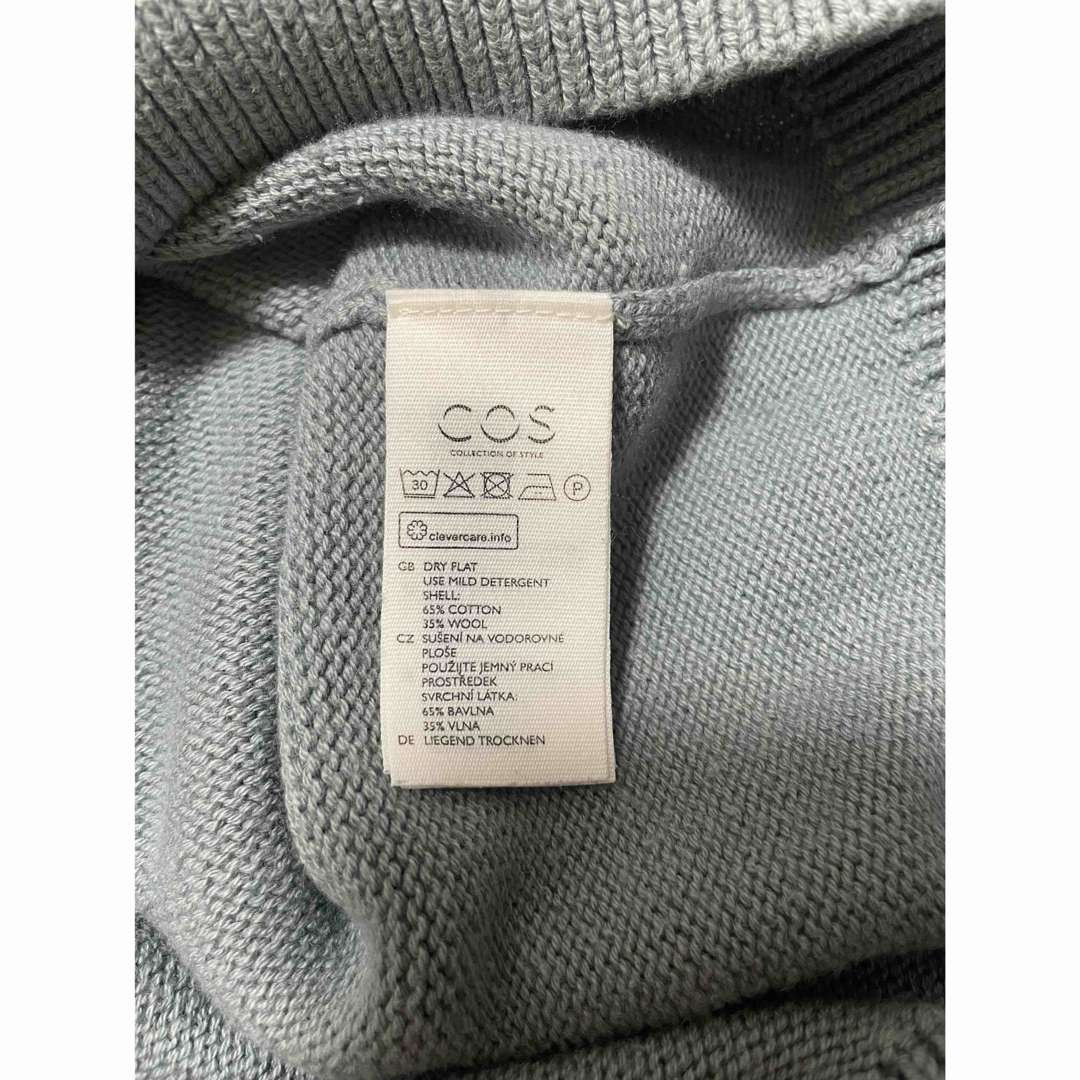 COS
COLLECTION OF STYLE
30 P
clevercare.info
GB DRY FLAT
USE MILD DETERGENT
SHELL:
65% COTTON
35% WOOL
CZ SUŠENÍ NA VODOROVNÉ
PLOŠE
POUŽIJTE JEMNÝ PRACÍ
PROSTŘEDEK
SVRCHNÍ LÁTKA:
65% BAVLNA
35% VLNA
DE LIEGEND TROCKNEN